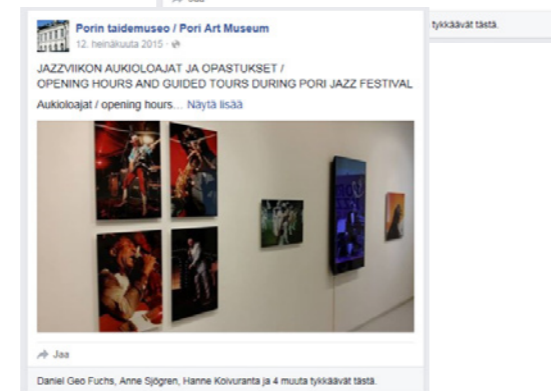 Jaa
Porin taidemuseo / Pori Art Museum
12. heinäkuuta 2015 ·
tykkäävät tästä.
JAZZVIIKON AUKIOLOAJAT JA OPASTUKSET /
OPENING HOURS AND GUIDED TOURS DURING PORI JAZZ FESTIVAL
Aukioloajat / opening hours... Näytä lisää
Jaa
Daniel Geo Fuchs, Anne Sjögren, Hanne Koivuranta ja 4 muuta tykkäävät tästä.